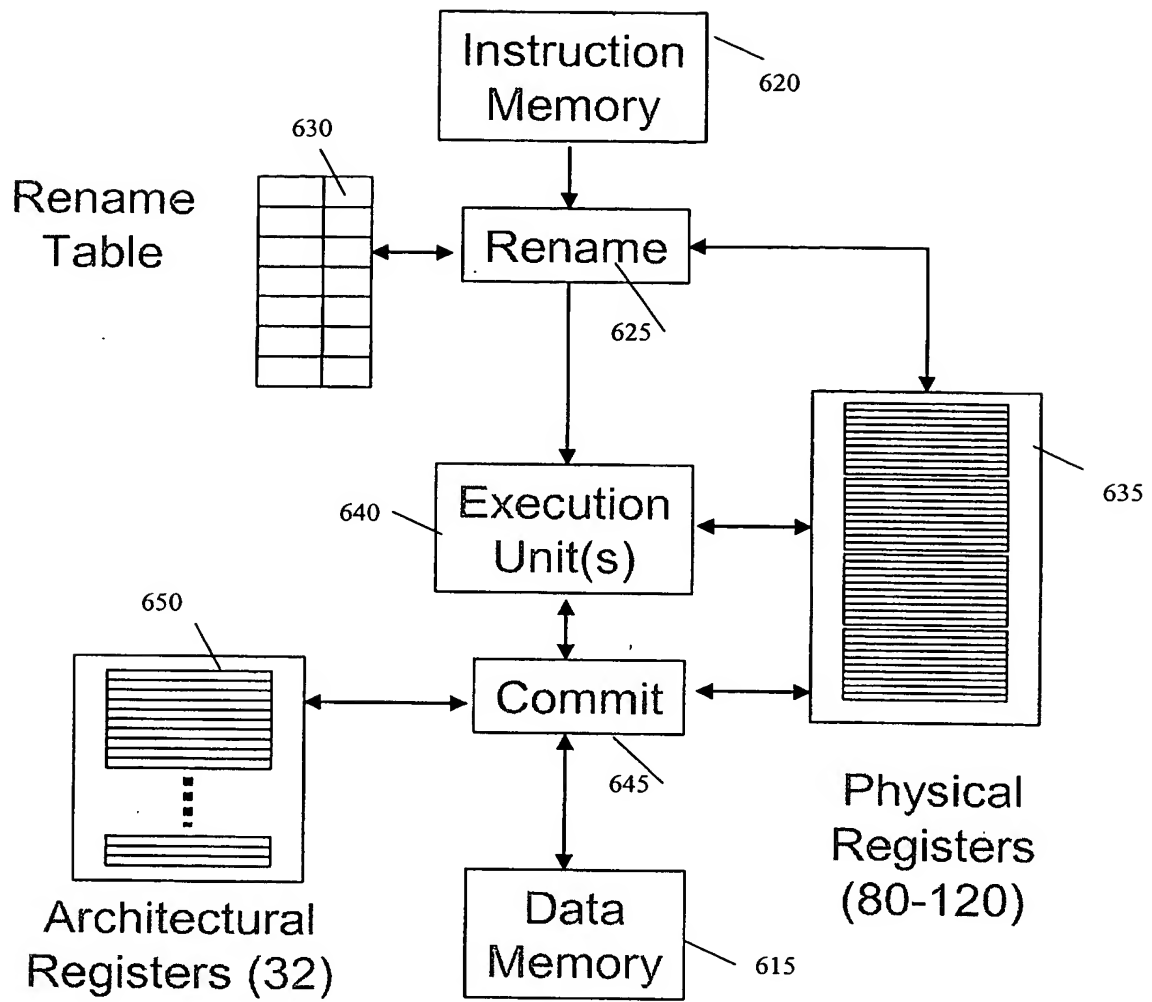 Instruction
Memory
620
630
Rename
Table
Rename
625
635
640
Execution
Unit(s)
650
Commit
645
Physical
Registers
(80-120)
Architectural
Registers (32)
Data
Memory
615